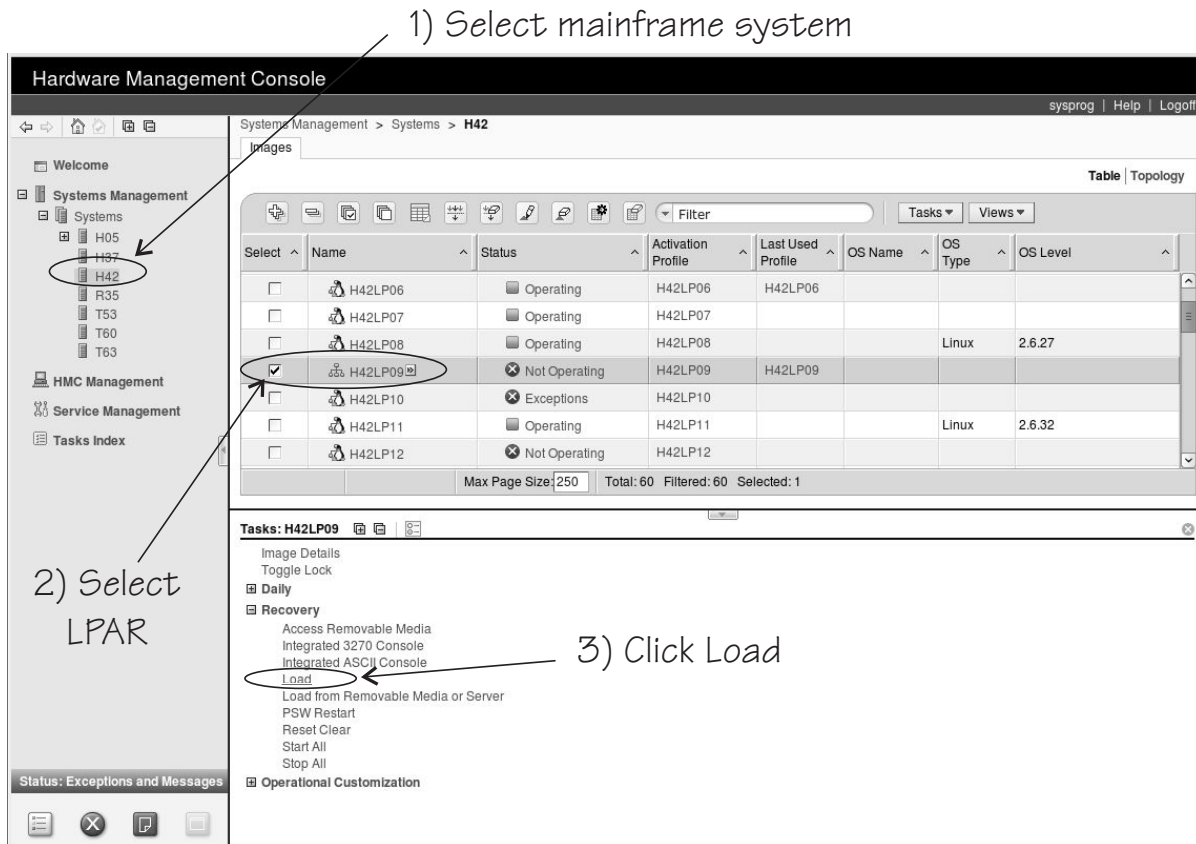 1) Select mainframe system
Hardware Management Console
sysprog | Help | Logoff
Systems Management > Systems > H42
Images
Welcome
Systems Management
Systems
H05
H37
H42
R35
T53
T60
T63
HMC Management
Service Management
Tasks Index
Table | Topology
Filter Tasks Views
Select Name Status Activation Profile Last Used Profile OS Name OS Type OS Level
H42LP06 Operating H42LP06 H42LP06
H42LP07 Operating H42LP07
H42LP08 Operating H42LP08 Linux 2.6.27
H42LP09 Not Operating H42LP09 H42LP09
H42LP10 Exceptions H42LP10
H42LP11 Operating H42LP11 Linux 2.6.32
H42LP12 Not Operating H42LP12
Max Page Size: 250 Total: 60 Filtered: 60 Selected: 1
2) Select
LPAR
Tasks: H42LP09
Image Details
Toggle Lock
Daily
Recovery
Access Removable Media
Integrated 3270 Console
Integrated ASCII Console
Load
Load from Removable Media or Server
PSW Restart
Reset Clear
Start All
Stop All
Operational Customization
3) Click Load
Status: Exceptions and Messages